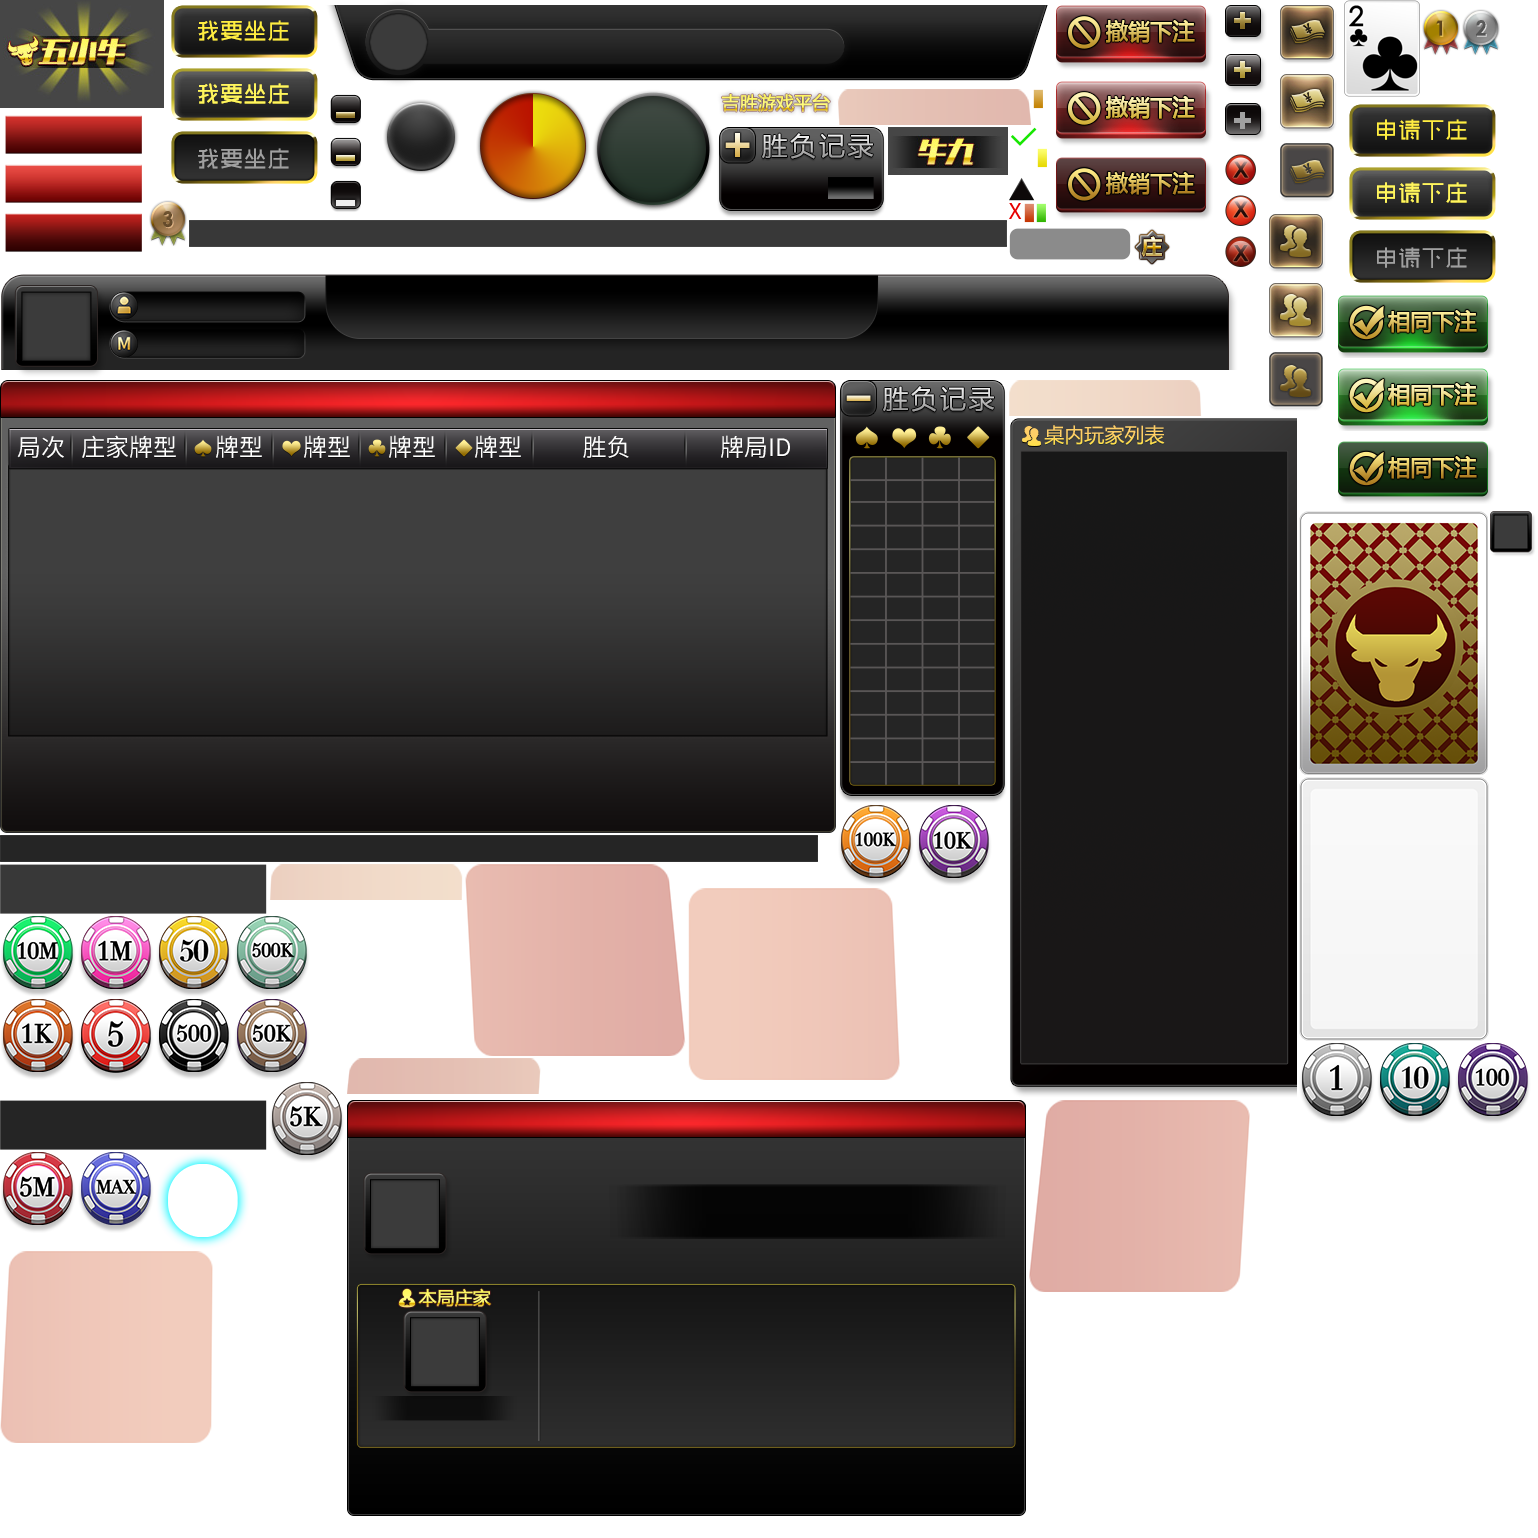 五小牛
我要坐庄
我要坐庄
我要坐庄
撤销下注
撤销下注
撤销下注
2
1
2
3
吉胜游戏平台
胜负记录
牛九
X
X
X
X
庄
申请下庄
申请下庄
申请下庄
相同下注
相同下注
相同下注
M
局次 庄家牌型 牌型 牌型 牌型 牌型 胜负 牌局ID
胜负记录
桌内玩家列表
100K
10K
10M
1M
50
500K
1K
5
500
50K
5K
1
10
100
5M
MAX
本局庄家